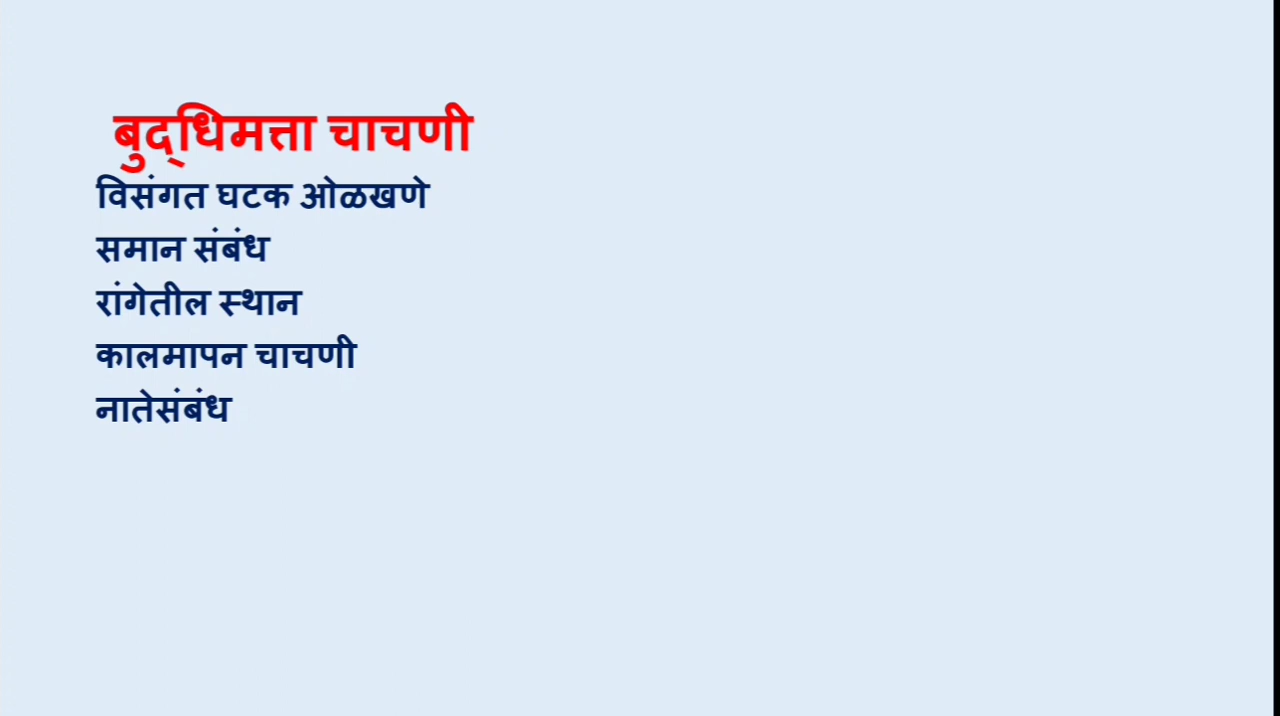 बुद्धिमत्ता चाचणी
विसंगत घटक ओळखणे
समान संबंध
रांगेतील स्थान
कालमापन चाचणी
नातेसंबंध